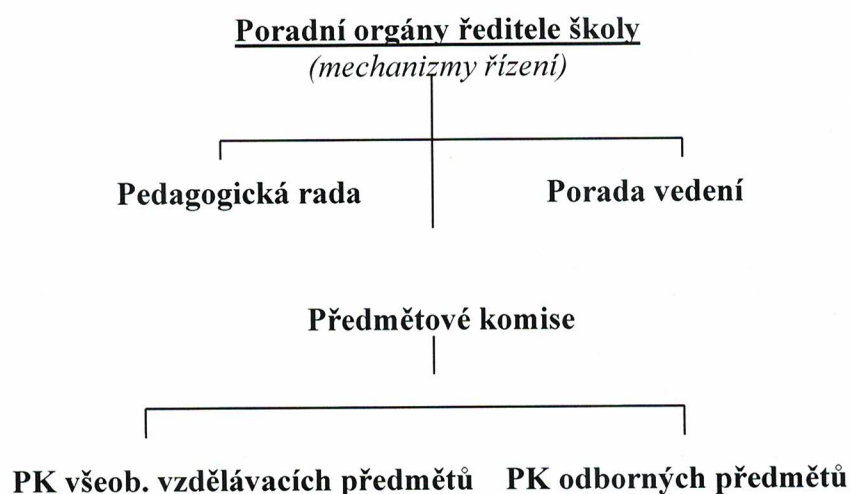 Poradní orgány ředitele školy
(mechanizmy řízení)
Pedagogická rada
Porada vedení
Předmětové komise
PK všeob. vzdělávacích předmětů
PK odborných předmětů